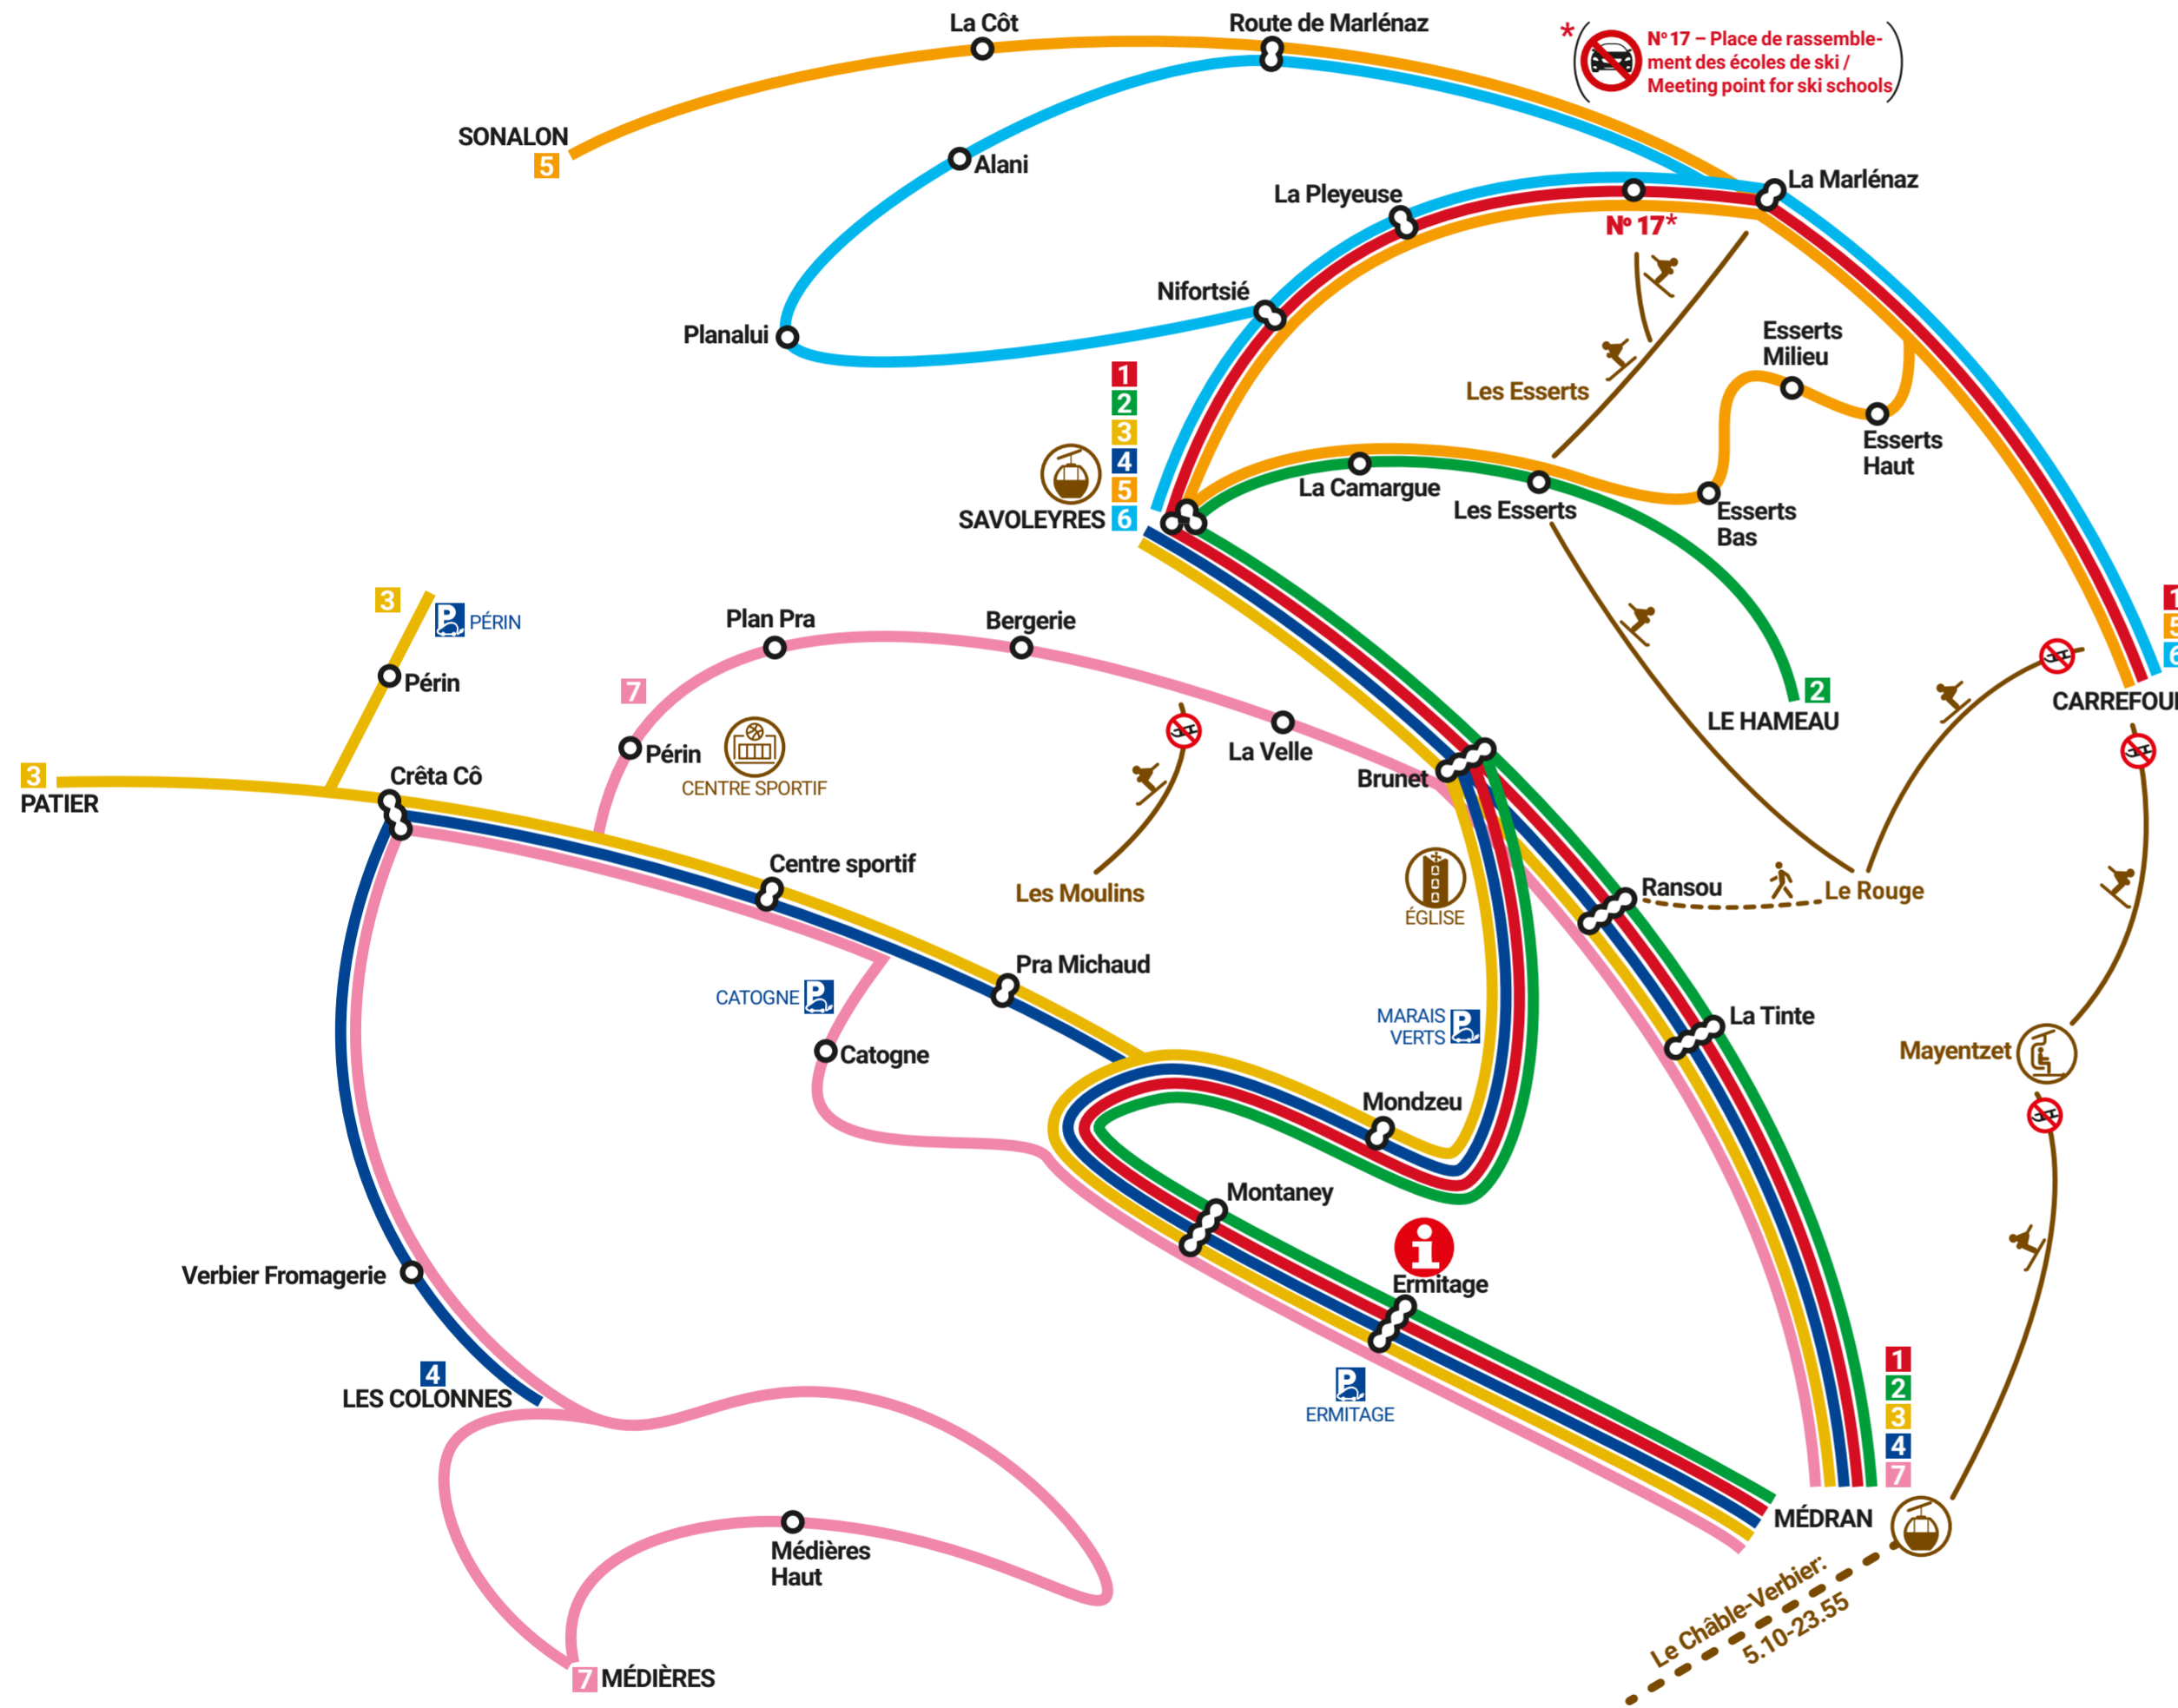 La Côt
Route de Marlénaz
*
N° 17 – Place de rassemble-
ment des écoles de ski /
Meeting point for ski schools
SONALON
5
Alani
La Pleyeuse
La Marlénaz
N° 17*
Nifortsié
Planalui
Esserts
Milieu
Les Esserts
Esserts
Haut
1
2
3
4
5
6
SAVOLEYRES
La Camargue
Les Esserts
Esserts
Bas
3
P PÉRIN
Périn
Plan Pra
Bergerie
7
Périn
CENTRE SPORTIF
La Velle
Brunet
2
LE HAMEAU
1
5
6
CARREFOU
3
PATIER
Crêta Cô
Centre sportif
Les Moulins
ÉGLISE
Ransou
Le Rouge
Pra Michaud
CATOGNE P
Catogne
MARAIS
VERTS
P
La Tinte
Mayentzet
Mondzeu
Montaney
i
Ermitage
P
ERMITAGE
Verbier Fromagerie
4
LES COLONNES
1
2
3
4
7
MÉDRAN
Médières
Haut
Le Châble-Verbier:
5.10-23.55
7 MÉDIÈRES